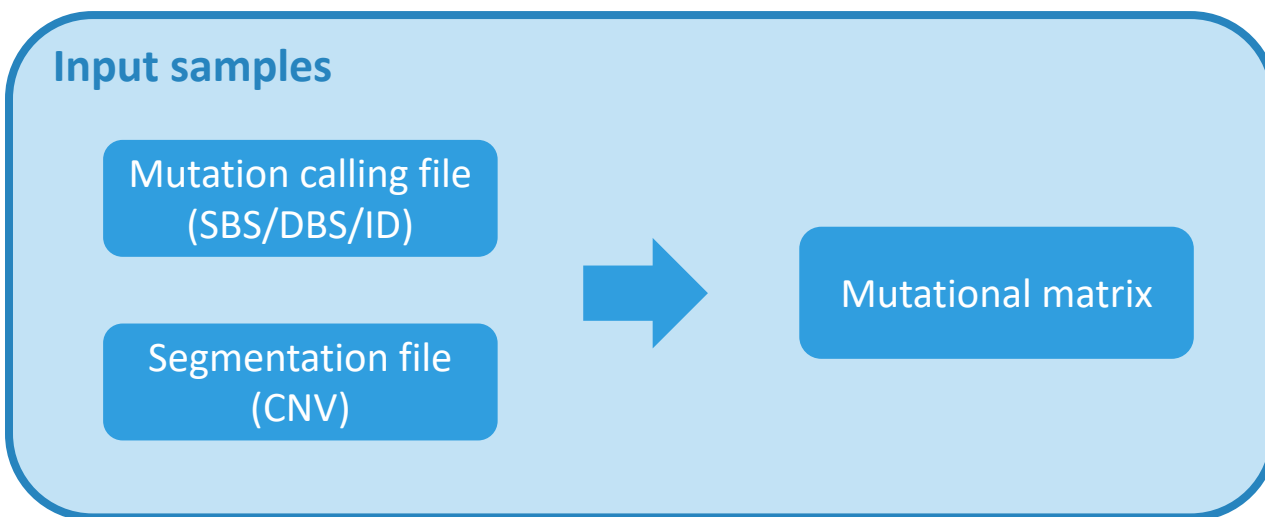 Input samples
Mutation calling file
(SBS/DBS/ID)
Segmentation file
(CNV)
Mutational matrix